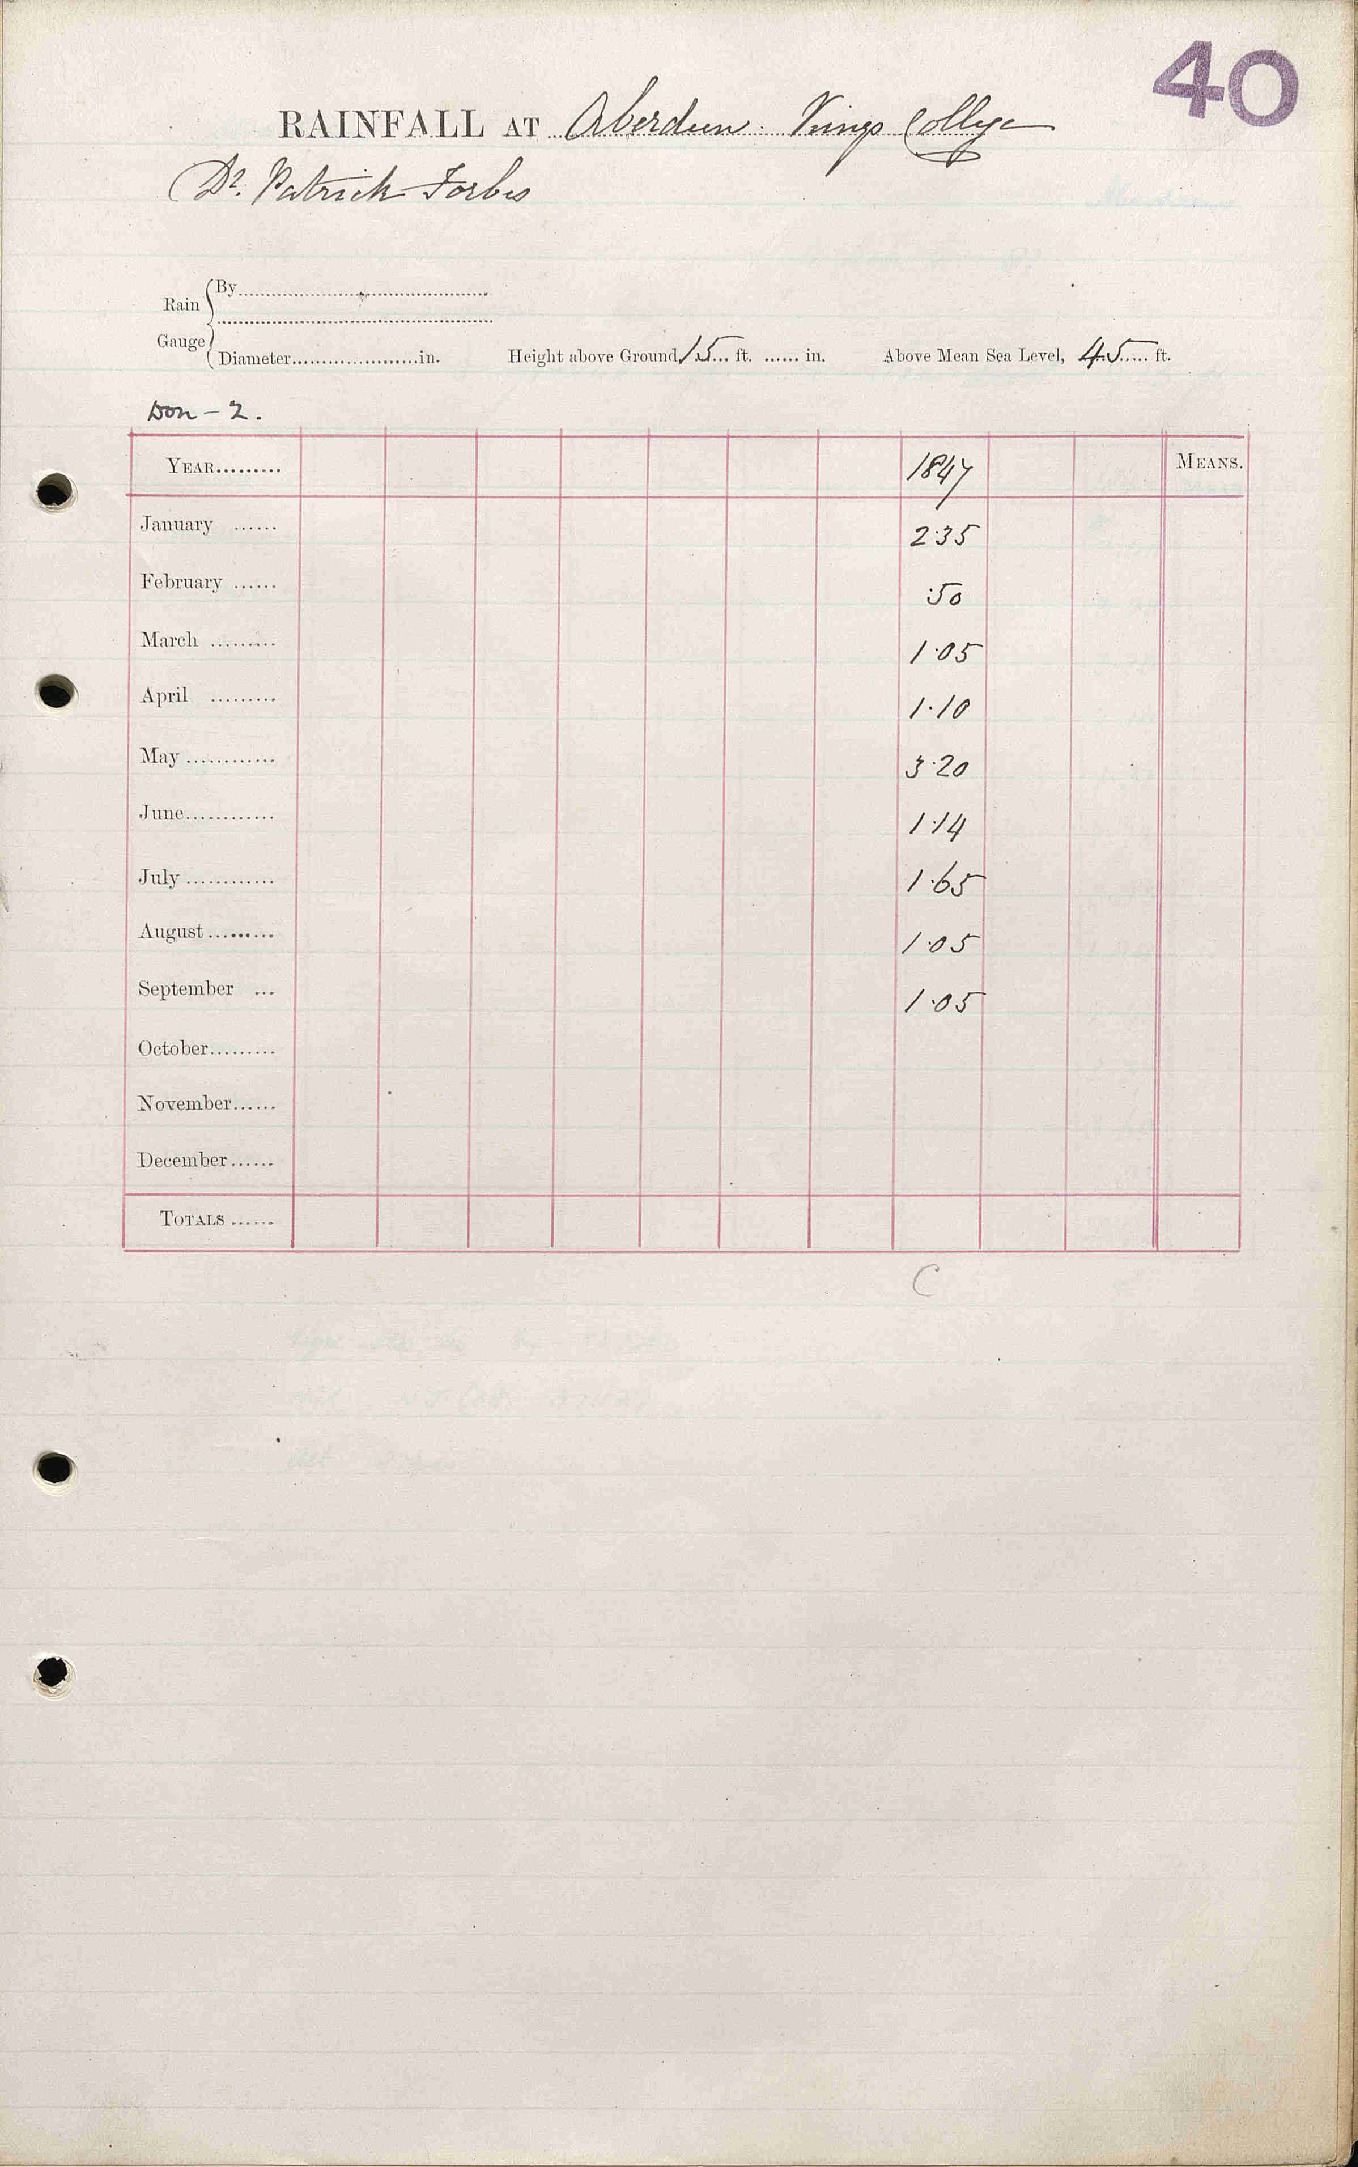 40
RAINFALL AT Aberdeen. Kings College
Dr. Patrick Forbes
Rain Gauge { By
Diameter in. Height above Ground 15 ft. in. Above Mean Sea Level, 45 ft.
Don - 2.
YEAR 1847 MEANS.
January 2.35
February .50
March 1.05
April 1.10
May 3.20
June 1.14
July 1.65
August 1.05
September 1.05
October
November
December
TOTALS
C